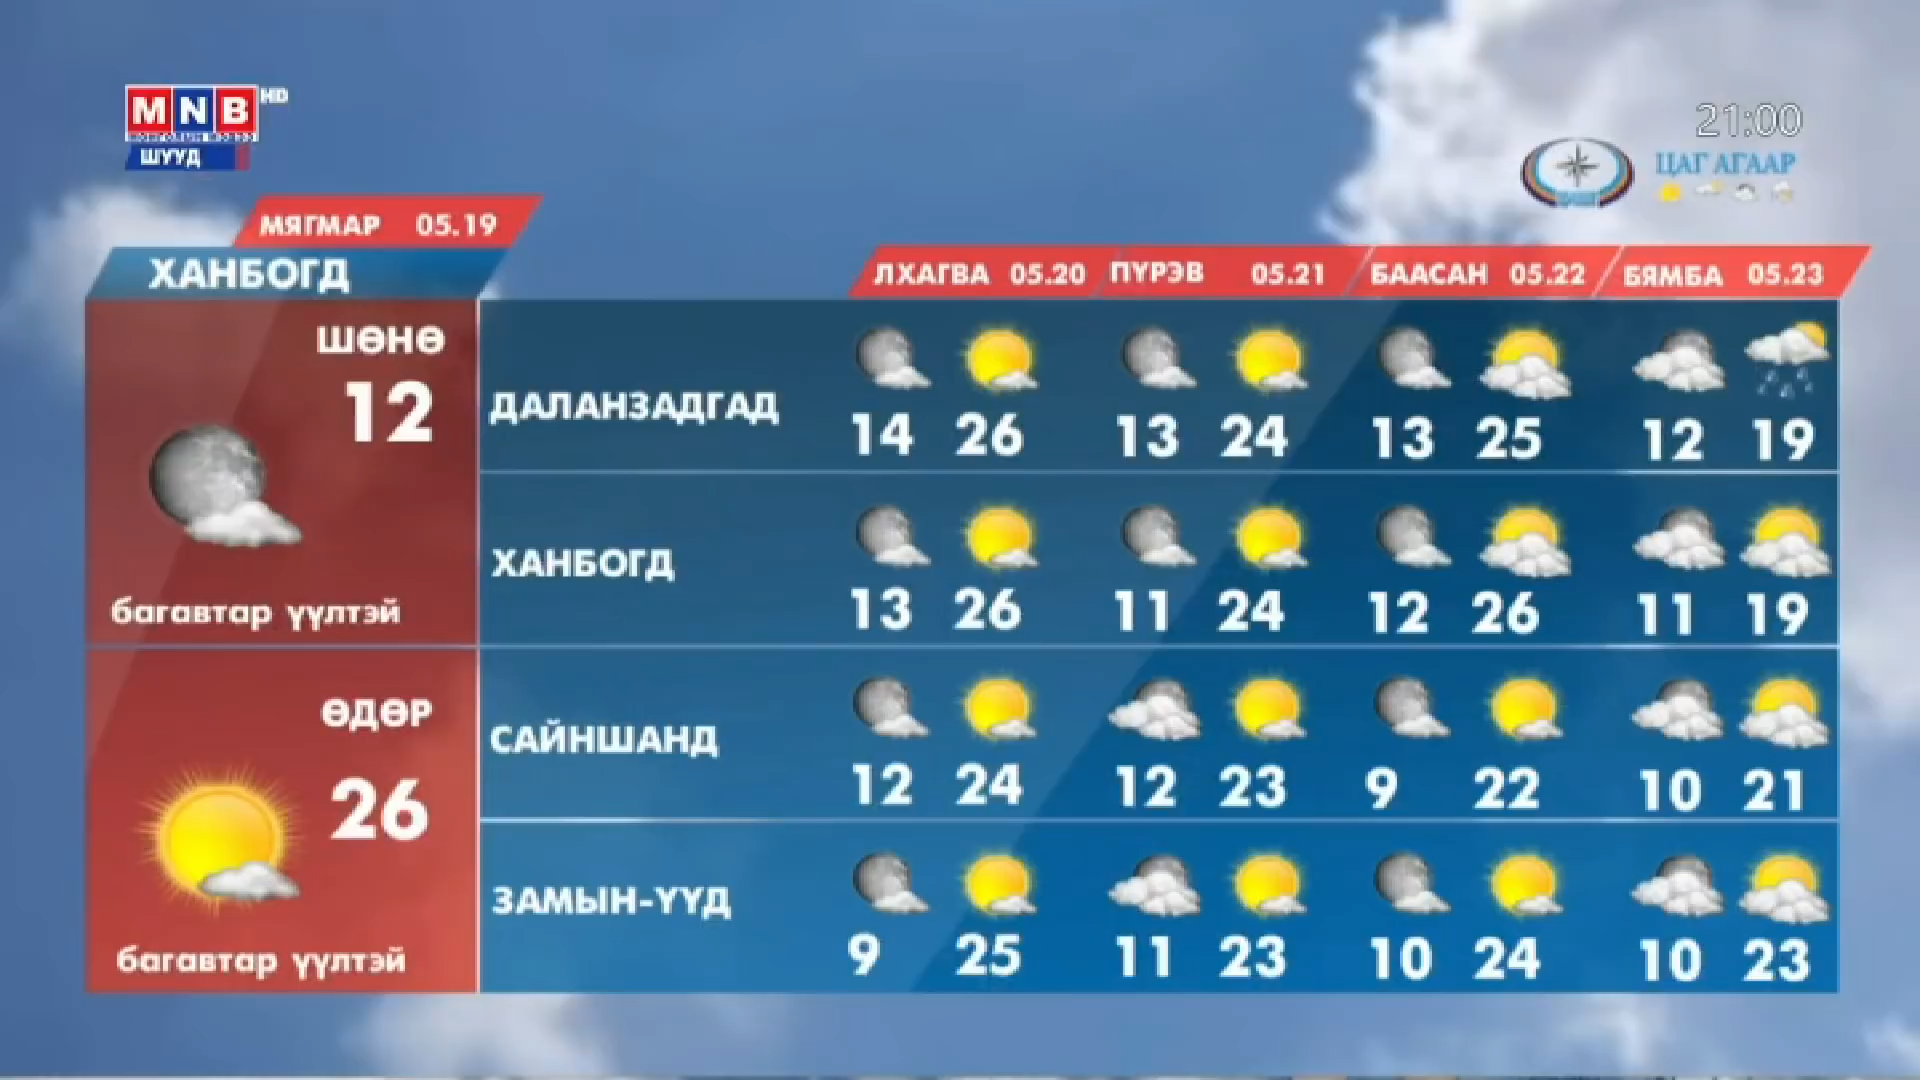 MNB HD
ШУУД
21:00
ЦАГ АГААР
МЯГМАР 05.19
ХАНБОГД
ШӨНӨ
12
багавтар үүлтэй
ӨДӨР
26
багавтар үүлтэй
ЛХАГВА 05.20 ПҮРЭВ 05.21 БААСАН 05.22 БЯМБА 05.23
ДАЛАНЗАДГАД 14 26 13 24 13 25 12 19
ХАНБОГД 13 26 11 24 12 26 11 19
САЙНШАНД 12 24 12 23 9 22 10 21
ЗАМЫН-ҮҮД 9 25 11 23 10 24 10 23